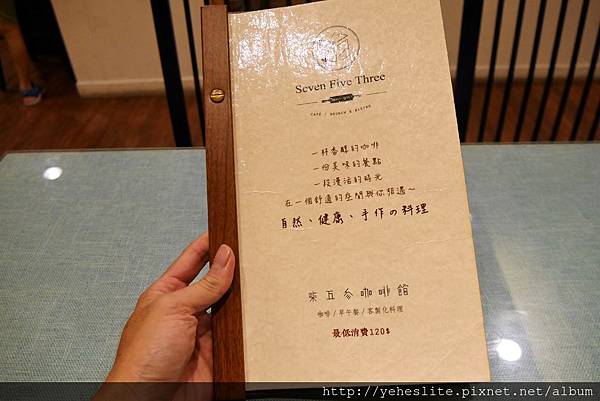 Seven Five Three
CAFE / BRUNCH & BISTRO
一杯香醇的咖啡
一份美味的餐點
一段漫活的時光
在一個舒適的空間與你相遇~
自然、健康、手作の料理
柒五参咖啡館
咖啡/早午餐/客製化料理
最低消費120$
http://yeheslite.pixnet.net/album